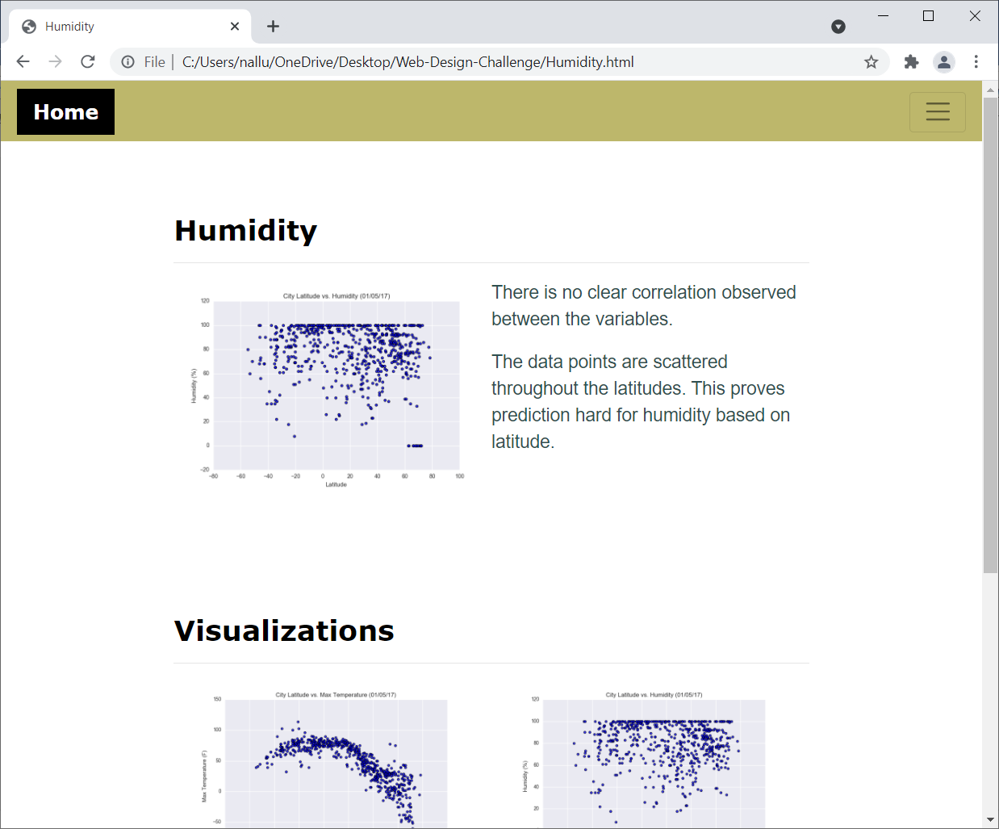 Humidity
File | C:/Users/nallu/OneDrive/Desktop/Web-Design-Challenge/Humidity.html
Home
Humidity
City Latitude vs. Humidity (01/05/17)
120
100
80
60
40
20
0
−20
Humidity (%)
−80 −60 −40 −20 0 20 40 60 80 100
Latitude
There is no clear correlation observed
between the variables.
The data points are scattered
throughout the latitudes. This proves
prediction hard for humidity based on
latitude.
Visualizations
City Latitude vs. Max Temperature (01/05/17)
150
100
50
0
−50
Max Temperature (F)
City Latitude vs. Humidity (01/05/17)
120
100
80
60
40
20
Humidity (%)